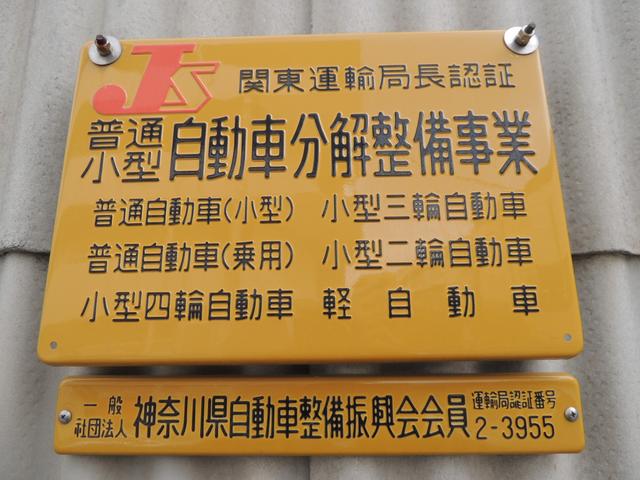 JS 関東運輸局長認証
普通小型 自動車分解整備事業
普通自動車(小型) 小型三輪自動車
普通自動車(乗用) 小型二輪自動車
小型四輪自動車 軽自動車
一般社団法人 神奈川県自動車整備振興会会員 運輸局認証番号 2-3955